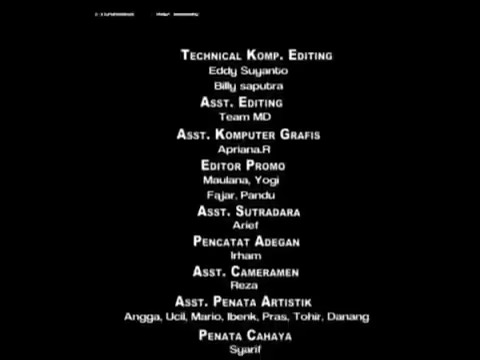 TECHNICAL KOMP. EDITING
Eddy Suyanto
Billy saputra
ASST. EDITING
Team MD
ASST. KOMPUTER GRAFIS
Apriana.R
EDITOR PROMO
Maulana, Yogi
Fajar, Pandu
ASST. SUTRADARA
Arief
PENCATAT ADEGAN
Irham
ASST. CAMERAMEN
Reza
ASST. PENATA ARTISTIK
Angga, Ucil, Mario, Ibenk, Pras, Tohir, Danang
PENATA CAHAYA
Syarif